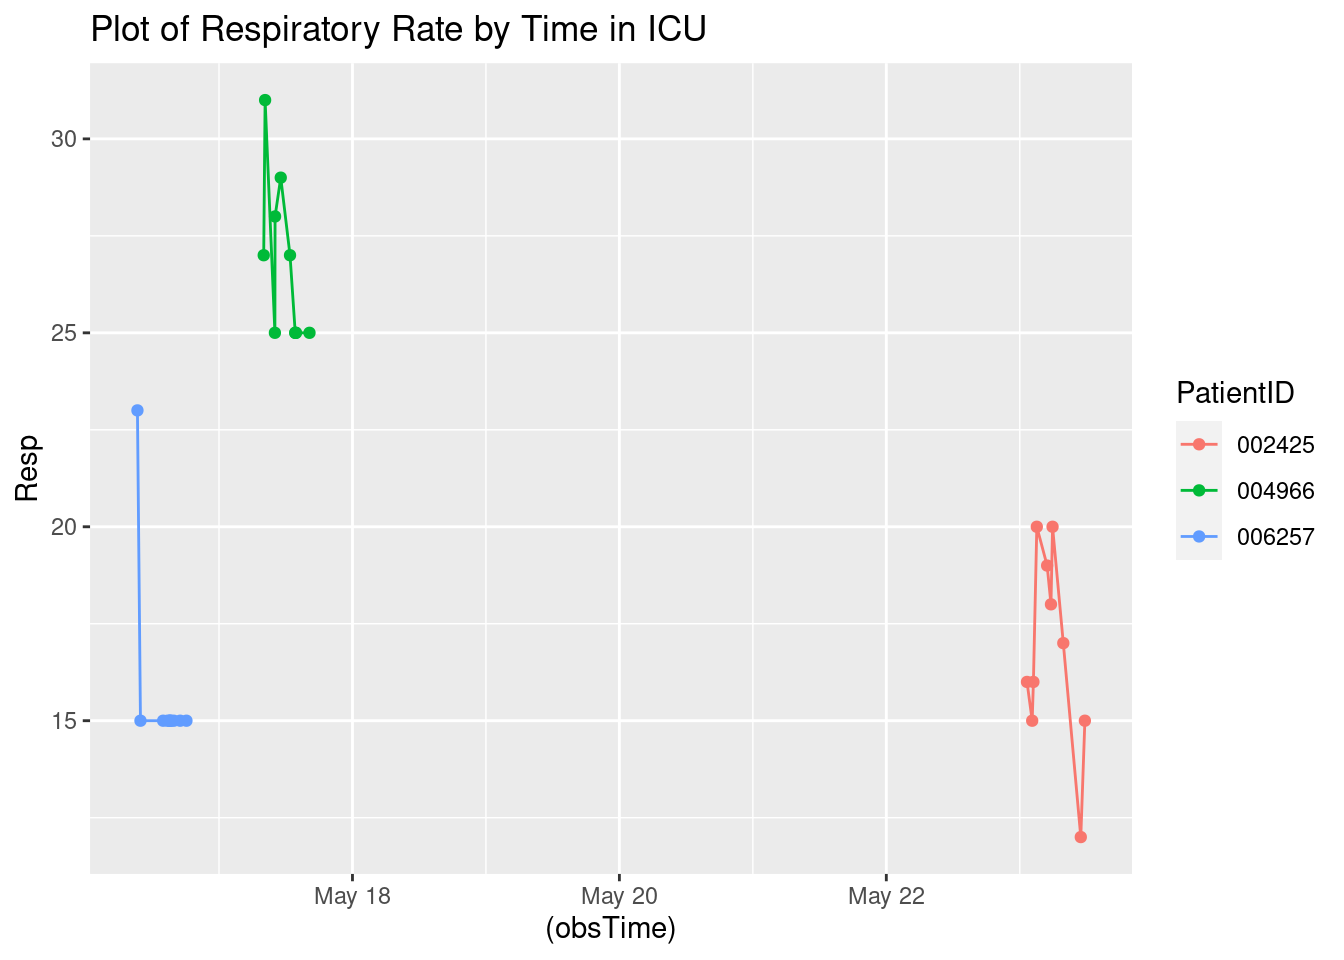 Plot of Respiratory Rate by Time in ICU
30
25
20
15
Resp
May 18
May 20
May 22
(obsTime)
PatientID
002425
004966
006257